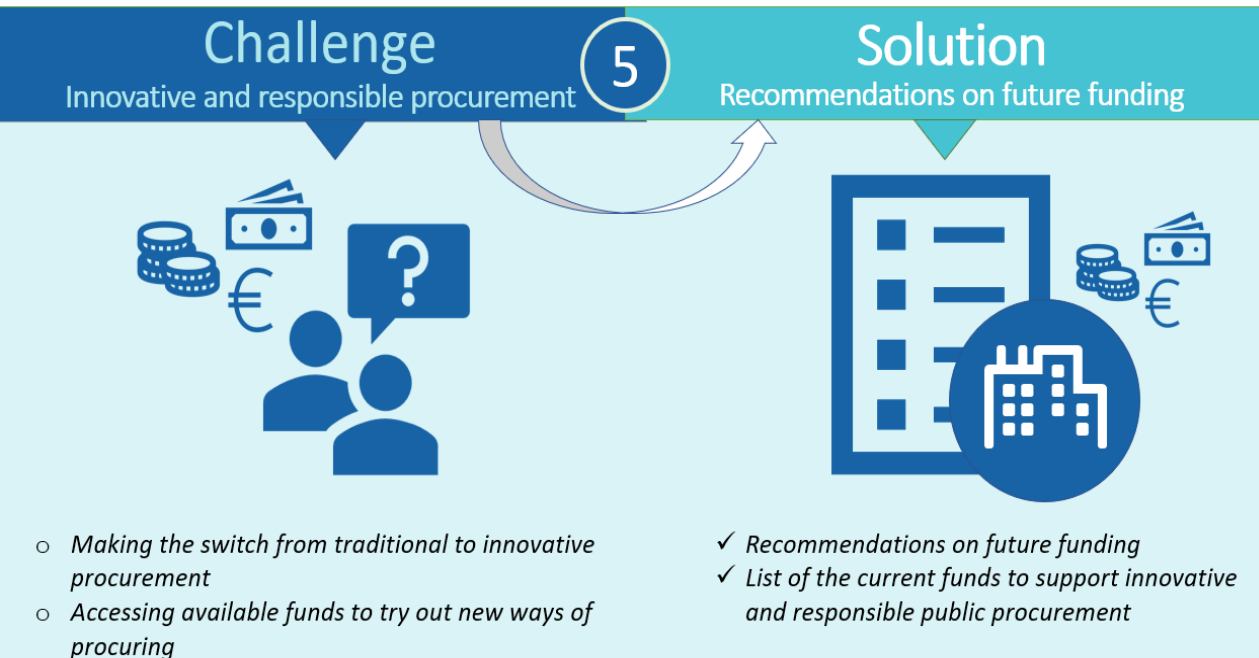 Challenge
Innovative and responsible procurement
5
Solution
Recommendations on future funding
€
?
€
o Making the switch from traditional to innovative
procurement
o Accessing available funds to try out new ways of
procuring
✓ Recommendations on future funding
✓ List of the current funds to support innovative
and responsible public procurement